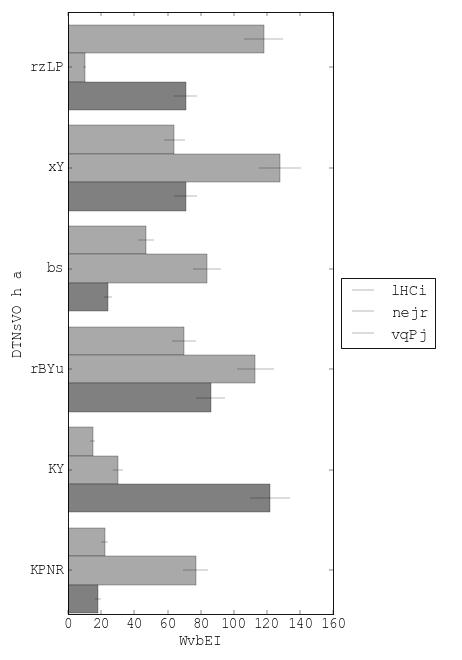 rzLP
xY
bs
rBYu
KY
KPNR
DTNsVO h a
0 20 40 60 80 100 120 140 160
WvbEI
lHCi
nejr
vqPj